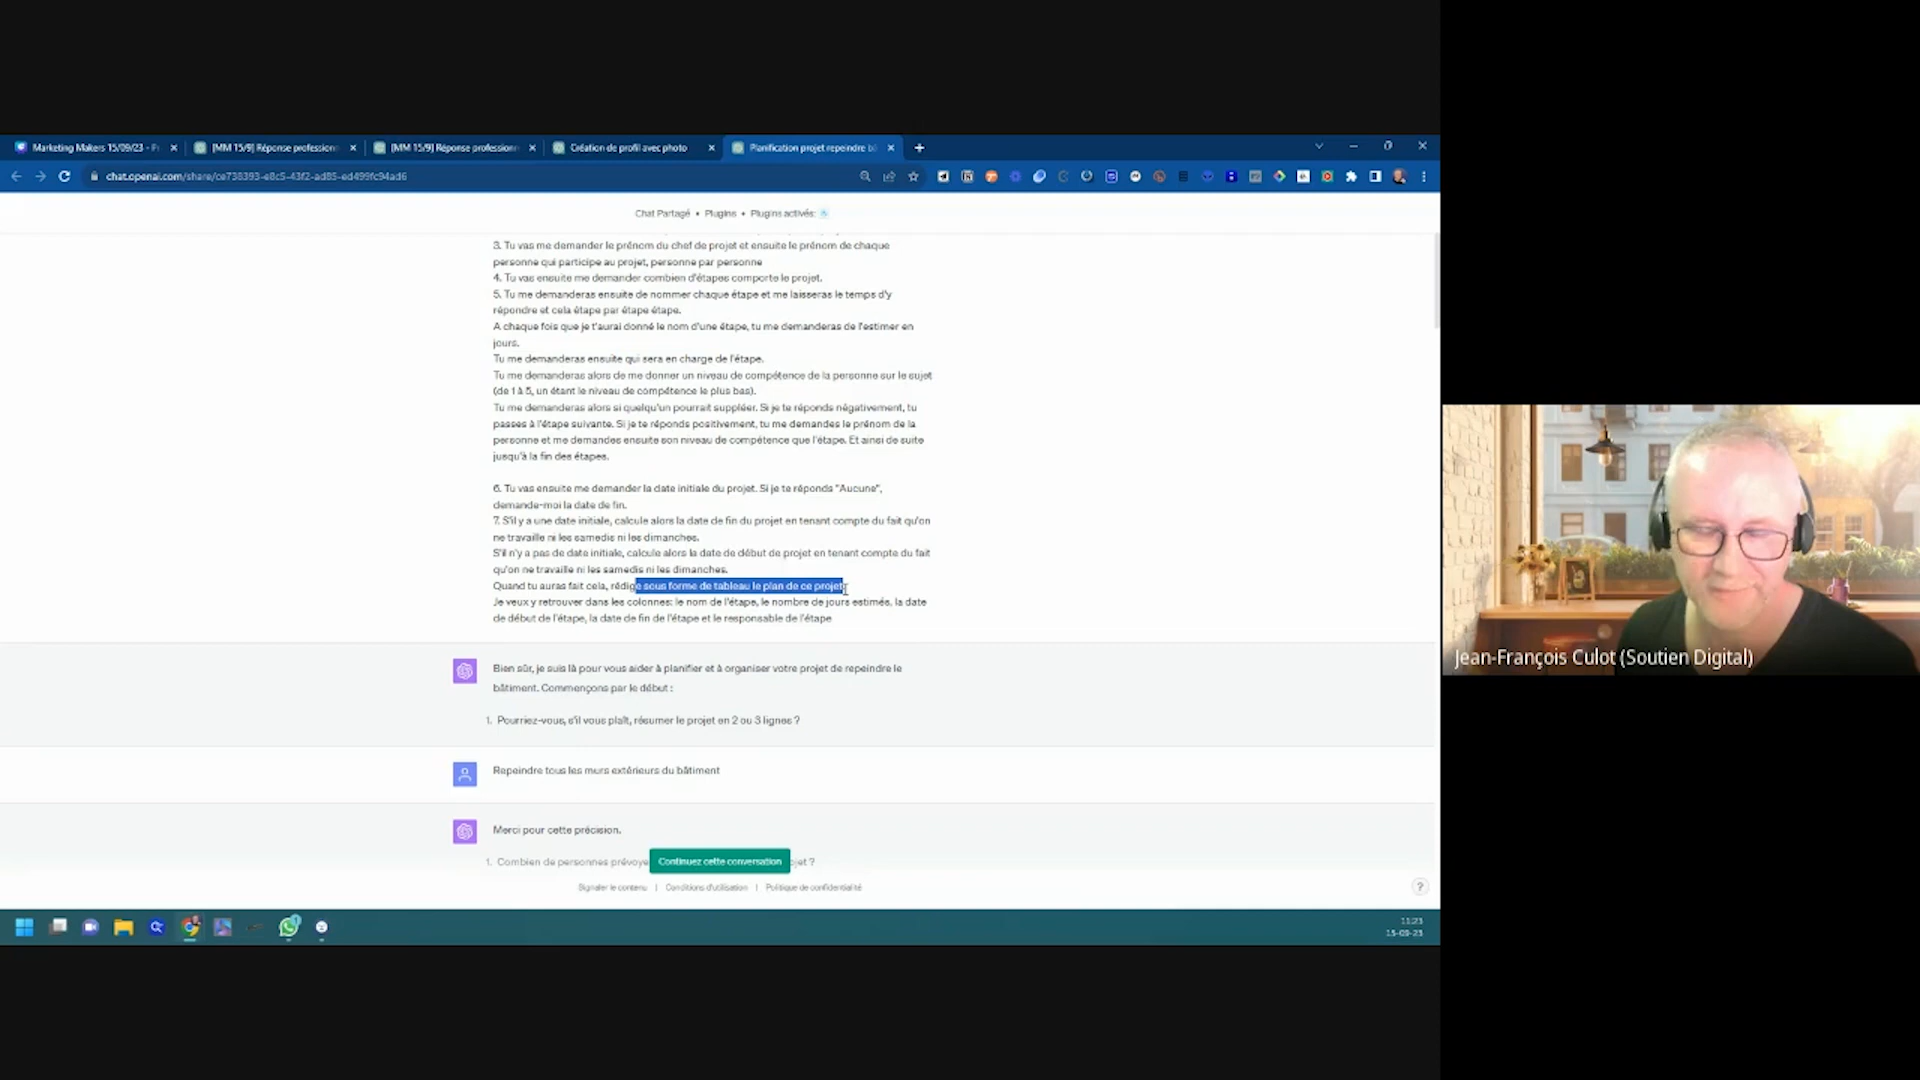 Marketing Makers 15/09/23 - P
[MM 15/9] Réponse profession
[MM 15/9] Réponse profession
Création de profil avec photo
Planification projet repeindre b
chat.openai.com/share/ce738393-e8c5-43f2-ad85-ed499fc94ad6
Chat Partagé • Plugins • Plugins activés:
3. Tu vas me demander le prénom du chef de projet et ensuite le prénom de chaque
personne qui participe au projet, personne par personne
4. Tu vas ensuite me demander combien d'étapes comporte le projet.
5. Tu me demanderas ensuite de nommer chaque étape et me laisseras le temps d'y
répondre et cela étape par étape étape.
A chaque fois que je t'aurai donné le nom d'une étape, tu me demanderas de l'estimer en
jours.
Tu me demanderas ensuite qui sera en charge de l'étape.
Tu me demanderas alors de me donner un niveau de compétence de la personne sur le sujet
(de 1 à 5, un étant le niveau de compétence le plus bas).
Tu me demanderas alors si quelqu'un pourrait suppléer. Si je te réponds négativement, tu
passes à l'étape suivante. Si je te réponds positivement, tu me demandes le prénom de la
personne et me demandes ensuite son niveau de compétence que l'étape. Et ainsi de suite
jusqu'à la fin des étapes.
6. Tu vas ensuite me demander la date initiale du projet. Si je te réponds "Aucune",
demande-moi la date de fin.
7. S'il y a une date initiale, calcule alors la date de fin du projet en tenant compte du fait qu'on
ne travaille ni les samedis ni les dimanches.
S'il n'y a pas de date initiale, calcule alors la date de début de projet en tenant compte du fait
qu'on ne travaille ni les samedis ni les dimanches.
Quand tu auras fait cela, rédige sous forme de tableau le plan de ce projet
Je veux y retrouver dans les colonnes: le nom de l'étape, le nombre de jours estimés, la date
de début de l'étape, la date de fin de l'étape et le responsable de l'étape
Bien sûr, je suis là pour vous aider à planifier et à organiser votre projet de repeindre le
bâtiment. Commençons par le début :
1. Pourriez-vous, s'il vous plaît, résumer le projet en 2 ou 3 lignes ?
Repeindre tous les murs extérieurs du bâtiment
Merci pour cette précision.
1. Combien de personnes prévoye
ojet ?
Continuez cette conversation
Signaler le contenu | Conditions d'utilisation | Politique de confidentialité
?
11:23
15-09-23
Jean-François Culot (Soutien Digital)